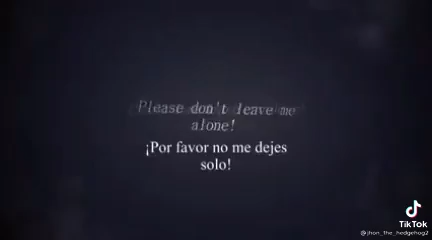 Please don't leave me
alone!
¡Por favor no me dejes
solo!
TikTok
@jhon_the_hedgehog2